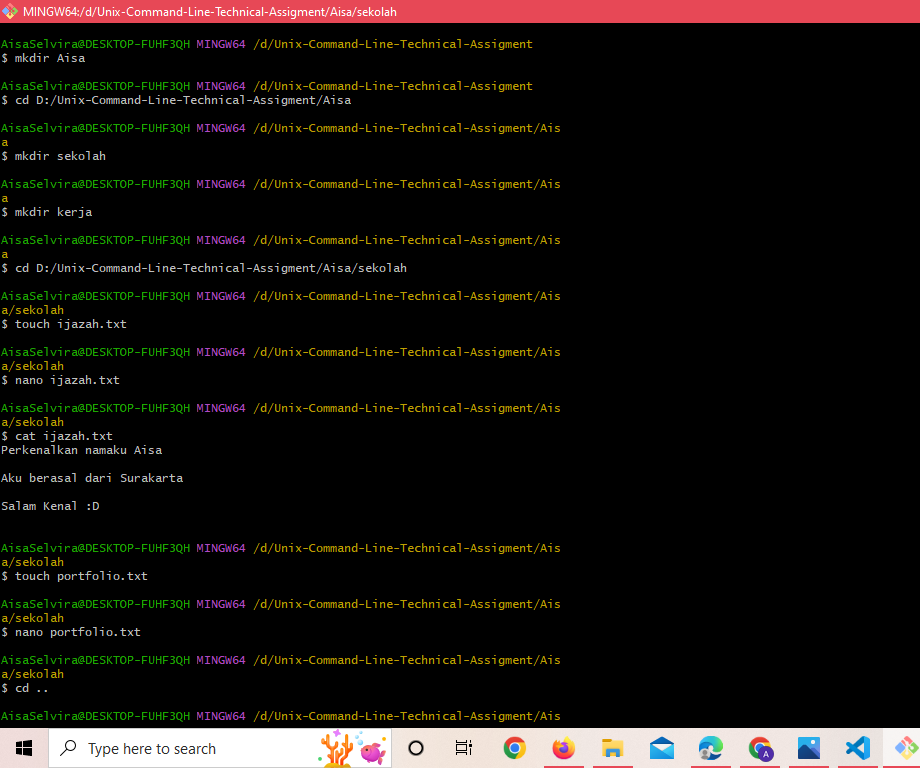 MINGW64:/d/Unix-Command-Line-Technical-Assigment/Aisa/sekolah
AisaSelvira@DESKTOP-FUHF3QH MINGW64 /d/Unix-Command-Line-Technical-Assigment
$ mkdir Aisa
AisaSelvira@DESKTOP-FUHF3QH MINGW64 /d/Unix-Command-Line-Technical-Assigment
$ cd D:/Unix-Command-Line-Technical-Assigment/Aisa
AisaSelvira@DESKTOP-FUHF3QH MINGW64 /d/Unix-Command-Line-Technical-Assigment/Ais
a
$ mkdir sekolah
AisaSelvira@DESKTOP-FUHF3QH MINGW64 /d/Unix-Command-Line-Technical-Assigment/Ais
a
$ mkdir kerja
AisaSelvira@DESKTOP-FUHF3QH MINGW64 /d/Unix-Command-Line-Technical-Assigment/Ais
a
$ cd D:/Unix-Command-Line-Technical-Assigment/Aisa/sekolah
AisaSelvira@DESKTOP-FUHF3QH MINGW64 /d/Unix-Command-Line-Technical-Assigment/Ais
a/sekolah
$ touch ijazah.txt
AisaSelvira@DESKTOP-FUHF3QH MINGW64 /d/Unix-Command-Line-Technical-Assigment/Ais
a/sekolah
$ nano ijazah.txt
AisaSelvira@DESKTOP-FUHF3QH MINGW64 /d/Unix-Command-Line-Technical-Assigment/Ais
a/sekolah
$ cat ijazah.txt
Perkenalkan namaku Aisa
Aku berasal dari Surakarta
Salam Kenal :D
AisaSelvira@DESKTOP-FUHF3QH MINGW64 /d/Unix-Command-Line-Technical-Assigment/Ais
a/sekolah
$ touch portfolio.txt
AisaSelvira@DESKTOP-FUHF3QH MINGW64 /d/Unix-Command-Line-Technical-Assigment/Ais
a/sekolah
$ nano portfolio.txt
AisaSelvira@DESKTOP-FUHF3QH MINGW64 /d/Unix-Command-Line-Technical-Assigment/Ais
a/sekolah
$ cd ..
AisaSelvira@DESKTOP-FUHF3QH MINGW64 /d/Unix-Command-Line-Technical-Assigment/Ais
Type here to search
A